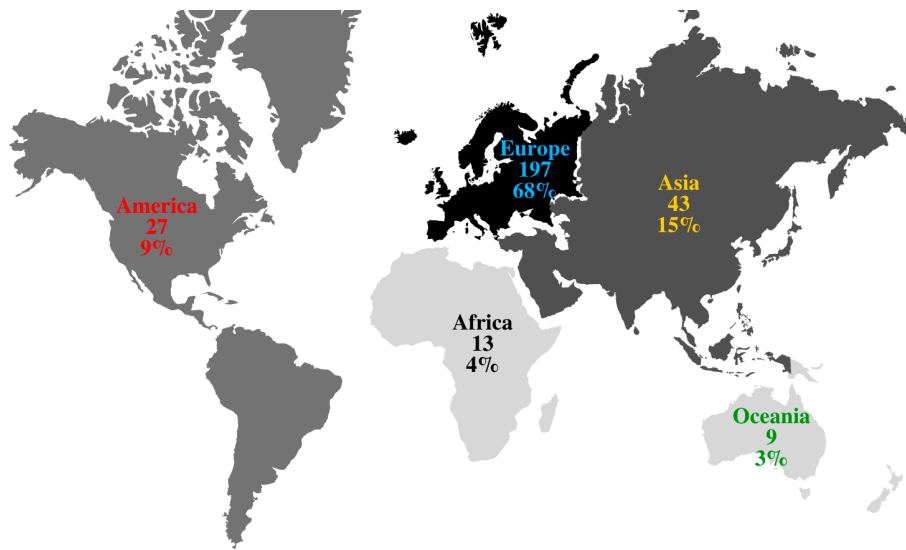 Europe
197
68%
Asia
43
15%
America
27
9%
Africa
13
4%
Oceania
9
3%